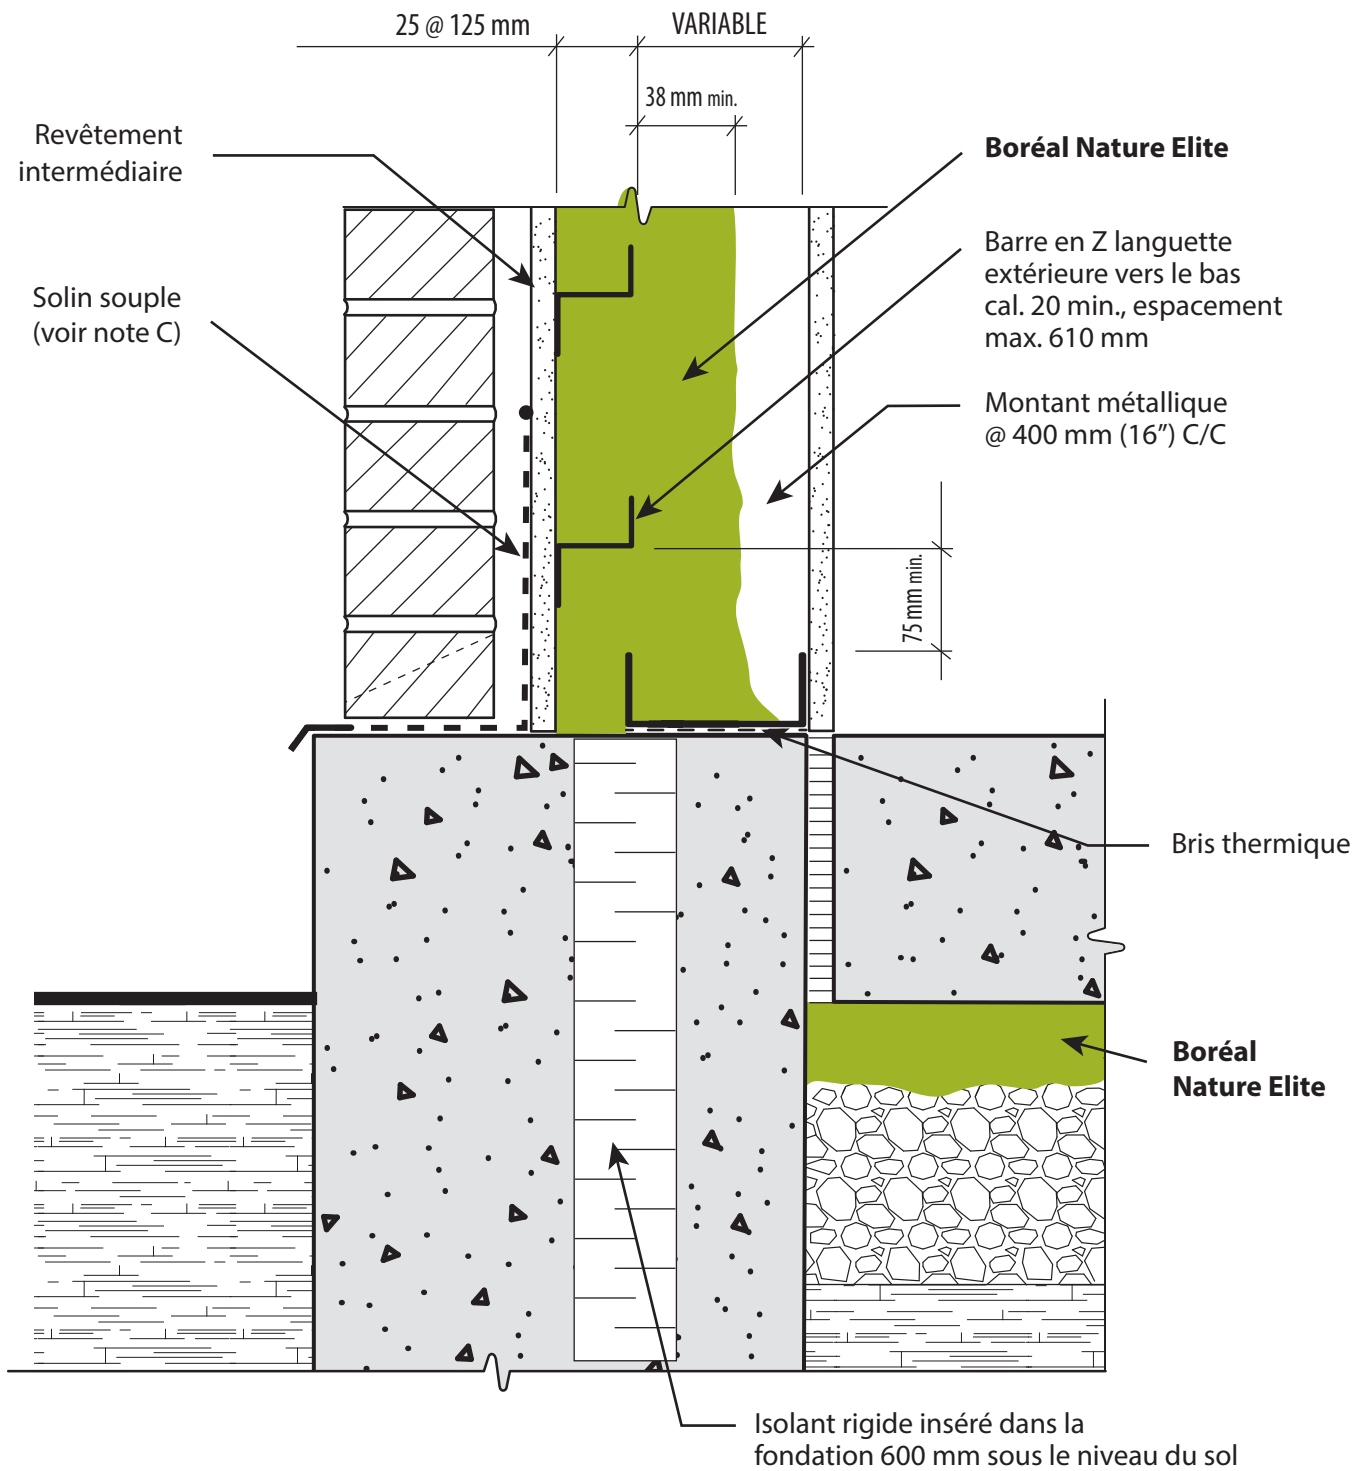 25 @ 125 mm
VARIABLE
38 mm min.
Revêtement
intermédiaire
Boréal Nature Elite
Barre en Z languette
extérieure vers le bas
cal. 20 min., espacement
max. 610 mm
Solin souple
(voir note C)
Montant métallique
@ 400 mm (16”) C/C
75 mm min.
Bris thermique
Boréal
Nature Elite
Isolant rigide inséré dans la
fondation 600 mm sous le niveau du sol